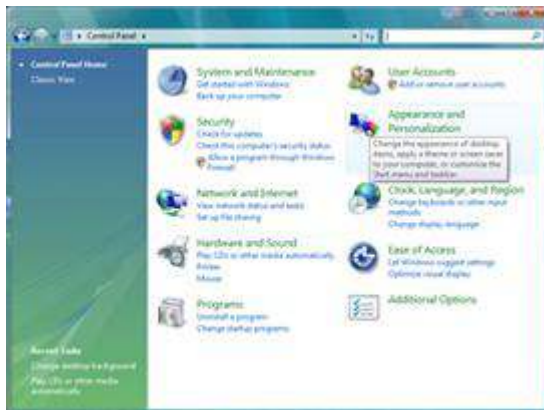 Control Panel
Control Panel Home
Classic View
System and Maintenance
Get started with Windows
Back up your computer
Security
Check for updates
Check this computer's security status
Allow a program through Windows
Firewall
Network and Internet
View network status and tasks
Set up file sharing
Hardware and Sound
Play CDs or other media automatically
Printer
Mouse
Programs
Uninstall a program
Change startup programs
User Accounts
Add or remove user accounts
Appearance and
Personalization
Change the appearance of desktop
items, apply a theme or screen saver
to your computer, or customize the
Start menu and taskbar.
Clock, Language, and Region
Change keyboards or other input
methods
Change display language
Ease of Access
Let Windows suggest settings
Optimize visual display
Additional Options
Recent Tasks
Change desktop background
Play CDs or other media
automatically